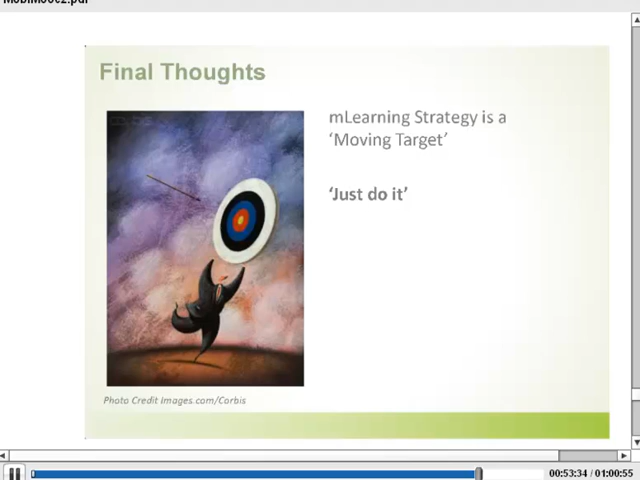 MobiMooc2.pdf
Final Thoughts
mLearning Strategy is a
‘Moving Target’
‘Just do it’
Photo Credit Images.com/Corbis
00:53:34 / 01:00:55